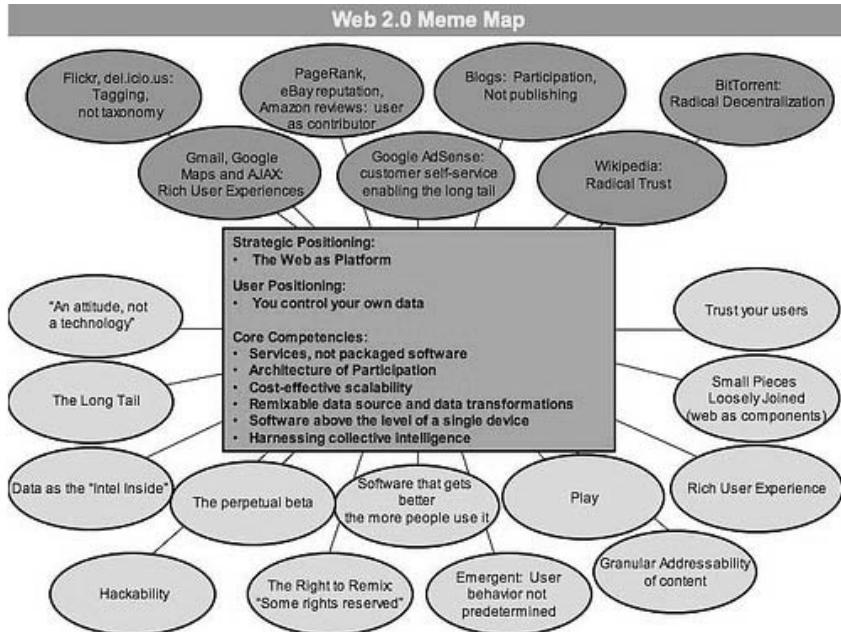 Web 2.0 Meme Map
Flickr, del.icio.us:
Tagging,
not taxonomy
PageRank,
eBay reputation,
Amazon reviews: user
as contributor
Blogs: Participation,
Not publishing
BitTorrent:
Radical Decentralization
Gmail, Google
Maps and AJAX:
Rich User Experiences
Google AdSense:
customer self-service
enabling the long tail
Wikipedia:
Radical Trust
Strategic Positioning:
• The Web as Platform
User Positioning:
• You control your own data
Core Competencies:
• Services, not packaged software
• Architecture of Participation
• Cost-effective scalability
• Remixable data source and data transformations
• Software above the level of a single device
• Harnessing collective intelligence
"An attitude, not
a technology"
Trust your users
The Long Tail
Small Pieces
Loosely Joined
(web as components)
Data as the "Intel Inside"
The perpetual beta
Software that gets
better
the more people use it
Play
Rich User Experience
Hackability
The Right to Remix:
"Some rights reserved"
Emergent: User
behavior not
predetermined
Granular Addressability
of content